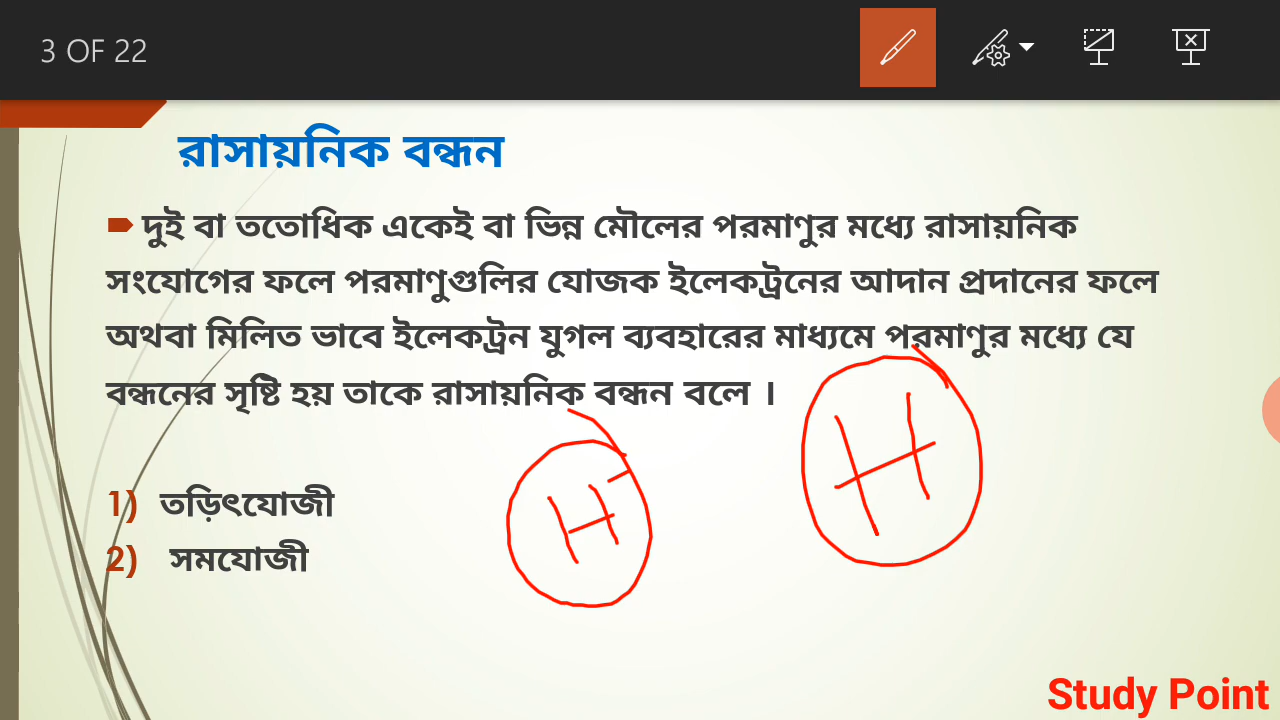 3 OF 22
রাসায়নিক বন্ধন
দুই বা ততোধিক একেই বা ভিন্ন মৌলের পরমাণুর মধ্যে রাসায়নিক
সংযোগের ফলে পরমাণুগুলির যোজক ইলেকট্রনের আদান প্রদানের ফলে
অথবা মিলিত ভাবে ইলেকট্রন যুগল ব্যবহারের মাধ্যমে পরমাণুর মধ্যে যে
বন্ধনের সৃষ্টি হয় তাকে রাসায়নিক বন্ধন বলে ।
H
H
1) তড়িৎযোজী
2) সমযোজী
Study Point